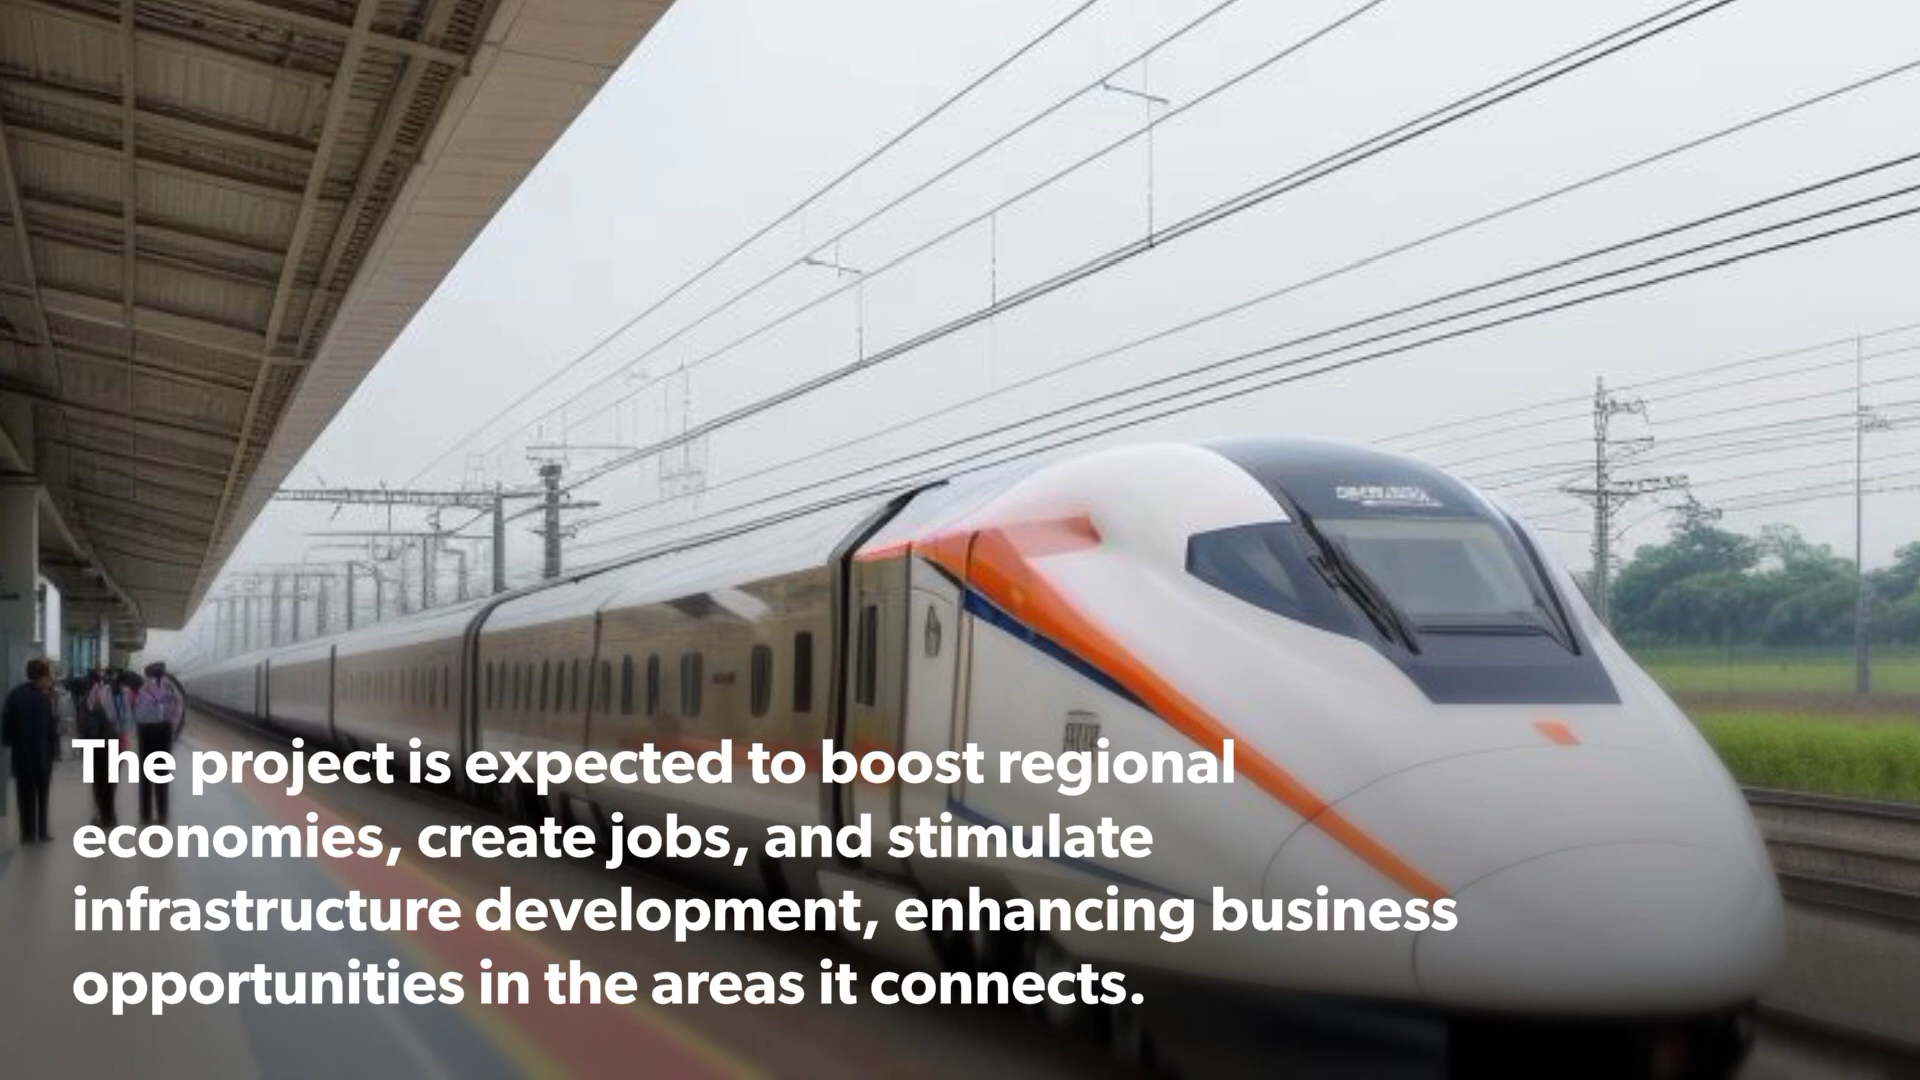 The project is expected to boost regional
economies, create jobs, and stimulate
infrastructure development, enhancing business
opportunities in the areas it connects.